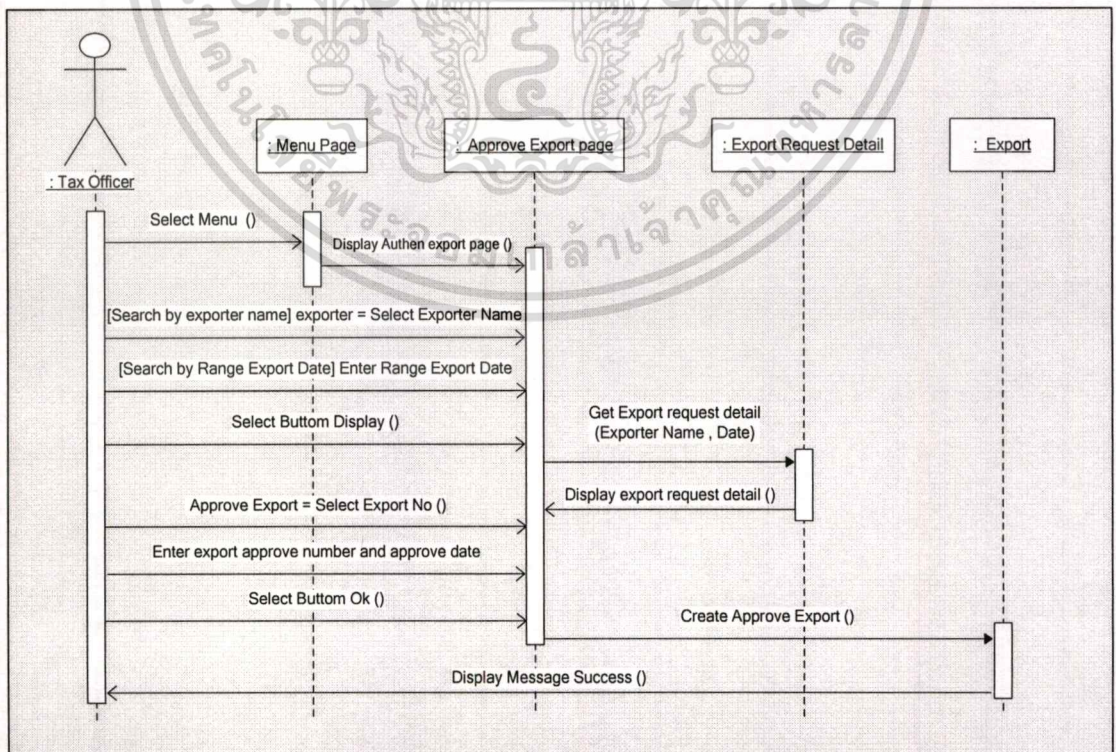 : Tax Officer
: Menu Page
: Approve Export page
: Export Request Detail
: Export
Select Menu ()
Display Authen export page ()
[Search by exporter name] exporter = Select Exporter Name
[Search by Range Export Date] Enter Range Export Date
Select Buttom Display ()
Get Export request detail
(Exporter Name , Date)
Display export request detail ()
Approve Export = Select Export No ()
Enter export approve number and approve date
Select Buttom Ok ()
Create Approve Export ()
Display Message Success ()